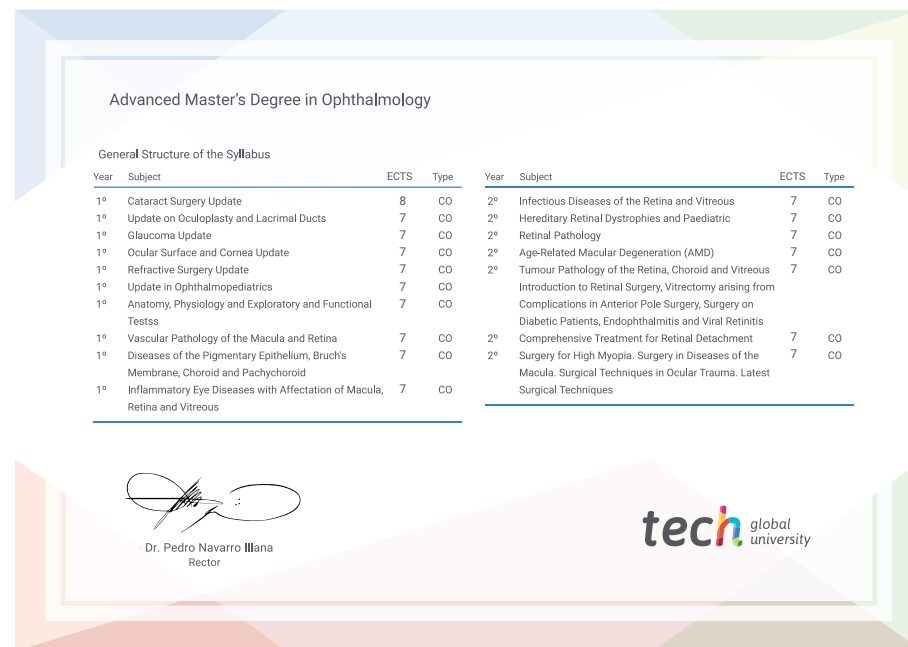 Advanced Master's Degree in Ophthalmology
General Structure of the Syllabus
Year Subject ECTS Type
1º Cataract Surgery Update 8 CO
1º Update on Oculoplasty and Lacrimal Ducts 7 CO
1º Glaucoma Update 7 CO
1º Ocular Surface and Cornea Update 7 CO
1º Refractive Surgery Update 7 CO
1º Update in Ophthalmopediatrics 7 CO
1º Anatomy, Physiology and Exploratory and Functional 7 CO
Testss
1º Vascular Pathology of the Macula and Retina 7 CO
1º Diseases of the Pigmentary Epithelium, Bruch's 7 CO
Membrane, Choroid and Pachychoroid
1º Inflammatory Eye Diseases with Affectation of Macula, 7 CO
Retina and Vitreous
Year Subject ECTS Type
2º Infectious Diseases of the Retina and Vitreous 7 CO
2º Hereditary Retinal Dystrophies and Paediatric 7 CO
2º Retinal Pathology 7 CO
2º Age-Related Macular Degeneration (AMD) 7 CO
2º Tumour Pathology of the Retina, Choroid and Vitreous 7 CO
Introduction to Retinal Surgery, Vitrectomy arising from
Complications in Anterior Pole Surgery, Surgery on
Diabetic Patients, Endophthalmitis and Viral Retinitis
2º Comprehensive Treatment for Retinal Detachment 7 CO
2º Surgery for High Myopia. Surgery in Diseases of the 7 CO
Macula. Surgical Techniques in Ocular Trauma. Latest
Surgical Techniques
Dr. Pedro Navarro Illana
Rector
tech global
university